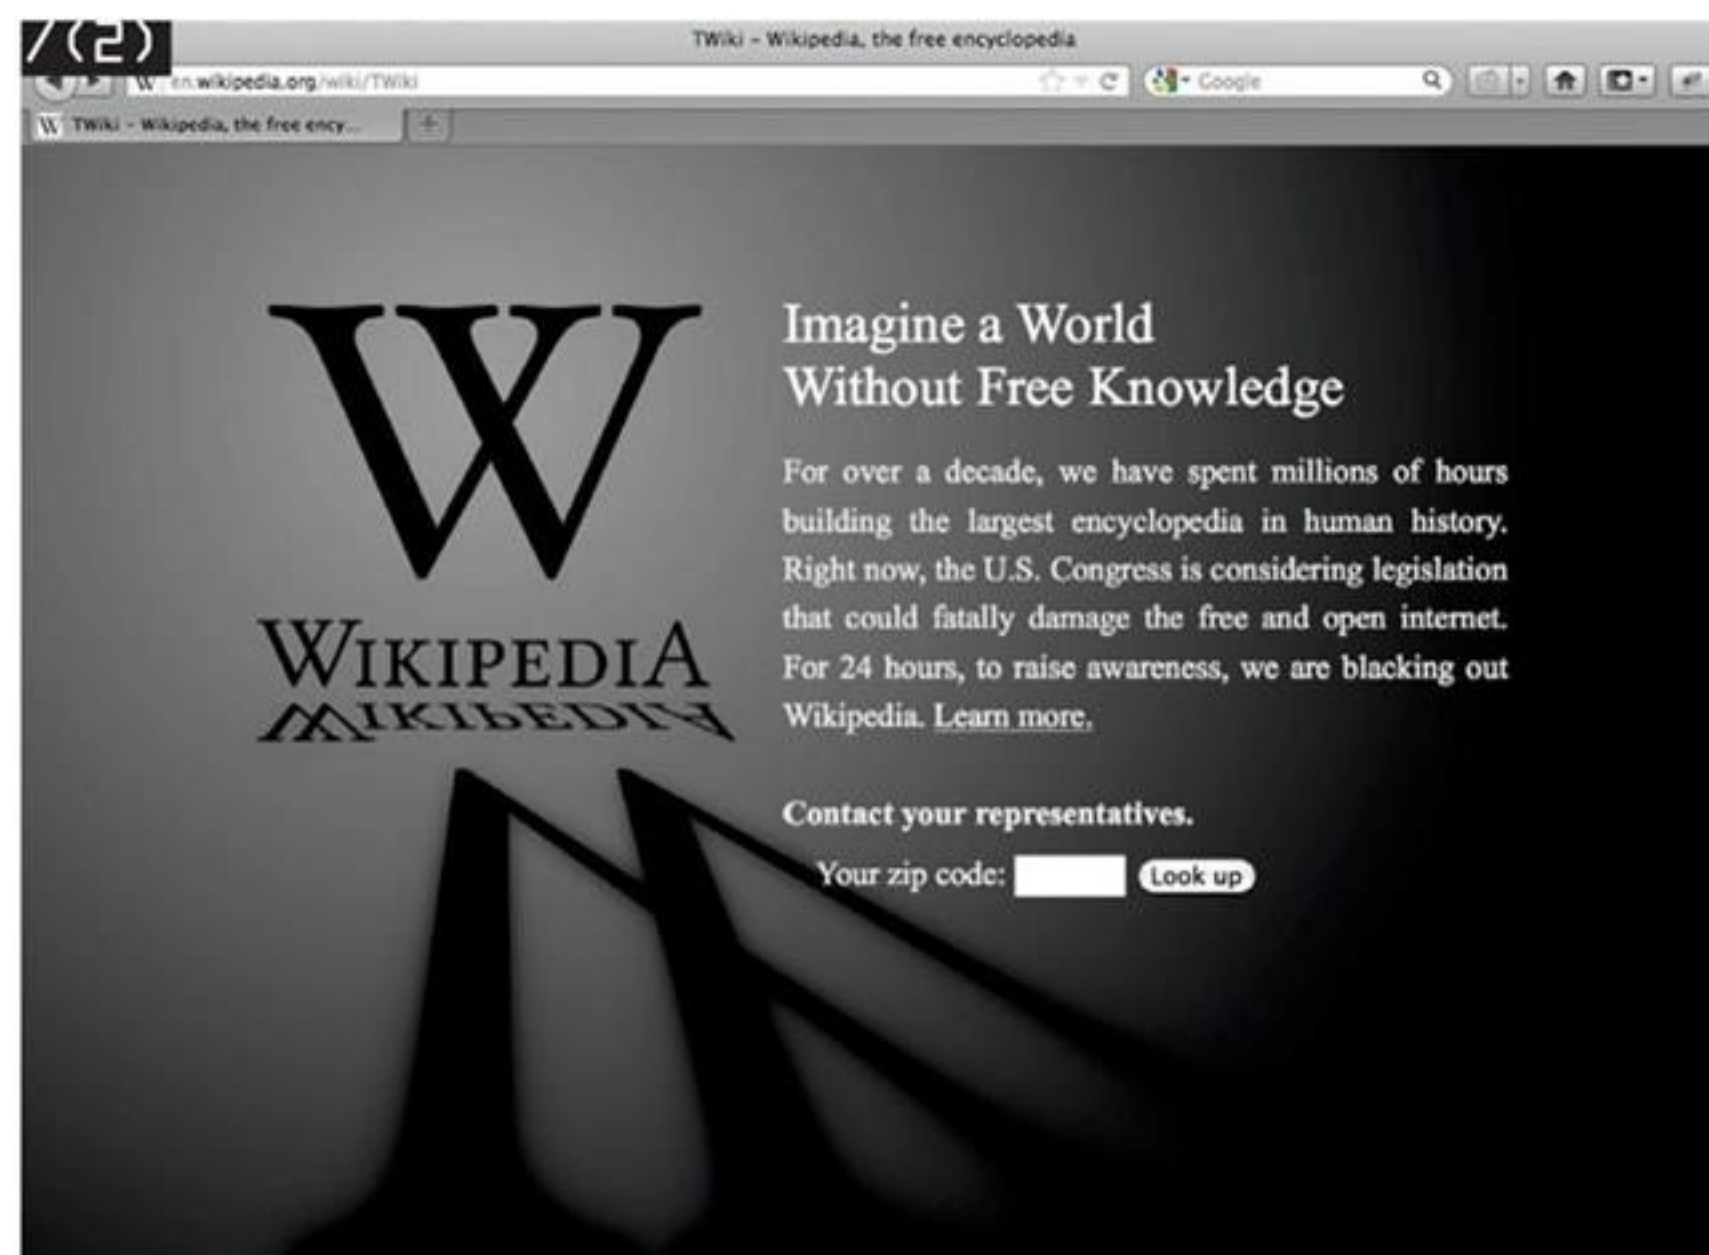 /(2)
TWiki – Wikipedia, the free encyclopedia
W en.wikipedia.org/wiki/TWiki
Google
W TWiki – Wikipedia, the free ency...
W
WIKIPEDIA
WIKIPEDIA
Imagine a World
Without Free Knowledge
For over a decade, we have spent millions of hours
building the largest encyclopedia in human history.
Right now, the U.S. Congress is considering legislation
that could fatally damage the free and open internet.
For 24 hours, to raise awareness, we are blacking out
Wikipedia. Learn more.
Contact your representatives.
Your zip code:
Look up